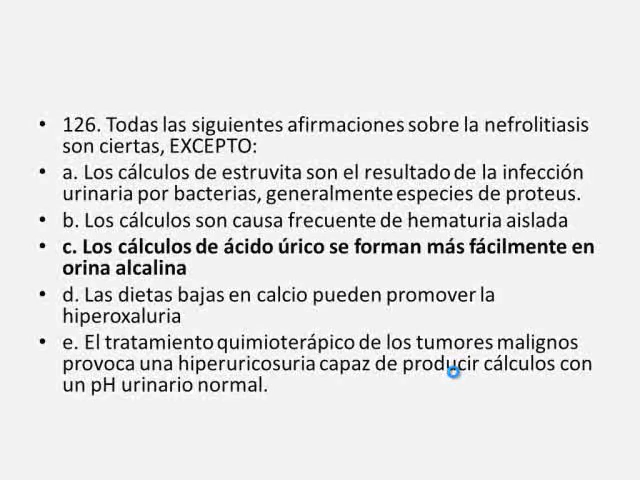 • 126. Todas las siguientes afirmaciones sobre la nefrolitiasis
son ciertas, EXCEPTO:
• a. Los cálculos de estruvita son el resultado de la infección
urinaria por bacterias, generalmente especies de proteus.
• b. Los cálculos son causa frecuente de hematuria aislada
• c. Los cálculos de ácido úrico se forman más fácilmente en
orina alcalina
• d. Las dietas bajas en calcio pueden promover la
hiperoxaluria
• e. El tratamiento quimioterápico de los tumores malignos
provoca una hiperuricosuria capaz de producir cálculos con
un pH urinario normal.